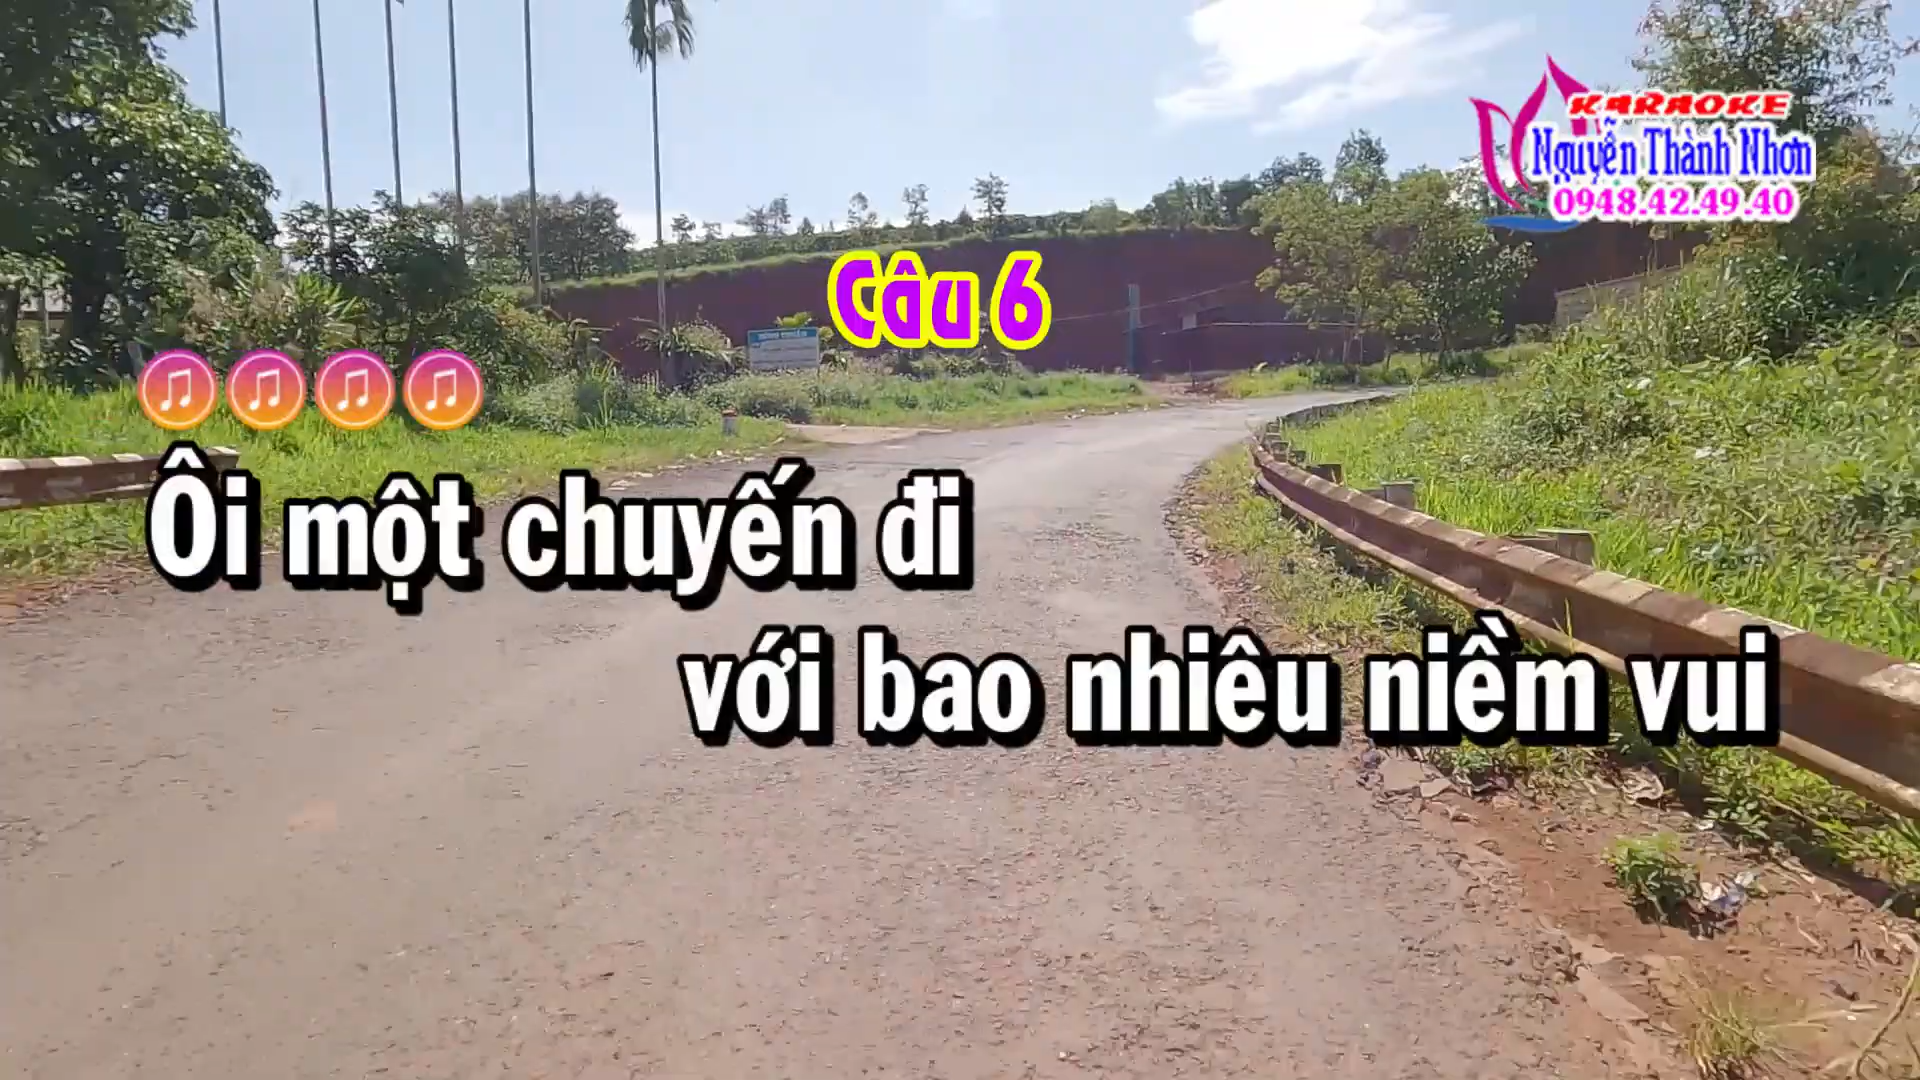 KARAOKE
Nguyễn Thành Nhơn
0948.42.49.40
Câu 6
Ôi một chuyến đi
với bao nhiêu niềm vui